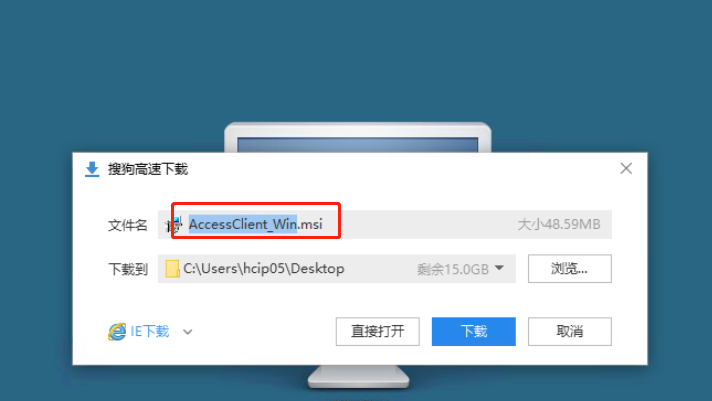 搜狗高速下载
文件名 AccessClient_Win.msi 大小48.59MB
下载到 C:\Users\hcip05\Desktop 剩余15.0GB 浏览...
IE下载 直接打开 下载 取消